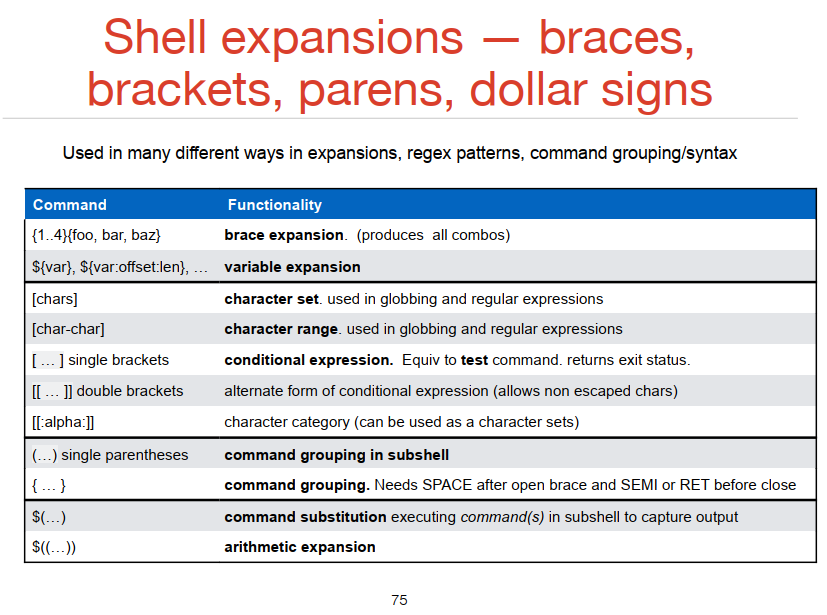 Shell expansions — braces,
brackets, parens, dollar signs
Used in many different ways in expansions, regex patterns, command grouping/syntax
Command Functionality
{1..4}{foo, bar, baz} brace expansion. (produces all combos)
${var}, ${var:offset:len}, … variable expansion
[chars] character set. used in globbing and regular expressions
[char-char] character range. used in globbing and regular expressions
[ … ] single brackets conditional expression. Equiv to test command. returns exit status.
[[ … ]] double brackets alternate form of conditional expression (allows non escaped chars)
[[:alpha:]] character category (can be used as a character sets)
(…) single parentheses command grouping in subshell
{ … } command grouping. Needs SPACE after open brace and SEMI or RET before close
$(…) command substitution executing command(s) in subshell to capture output
$((…)) arithmetic expansion
75